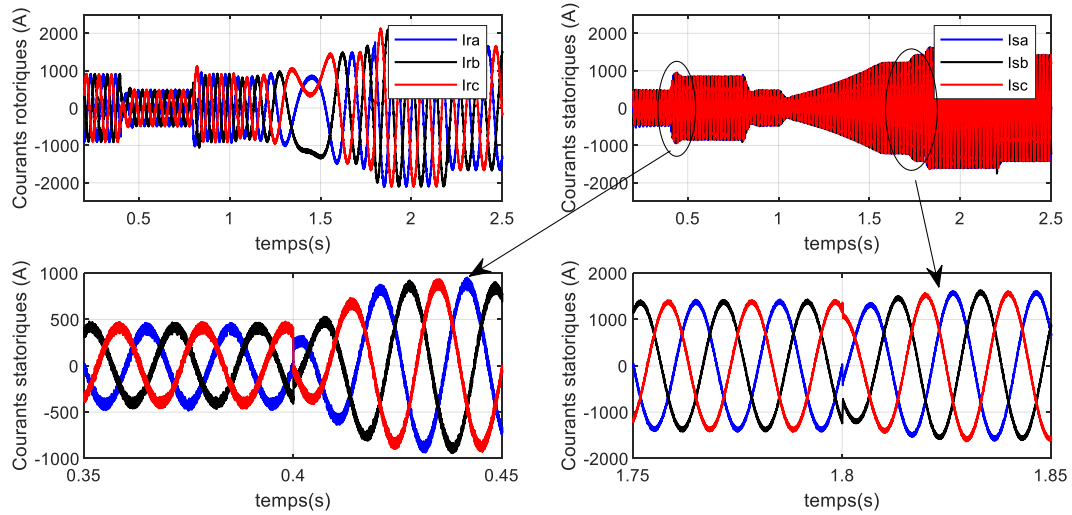 Courants rotoriques (A)
2000
1000
0
-1000
-2000
0.5
1
1.5
2
2.5
temps(s)
Ira
Irb
Irc
Courants statoriques (A)
2000
1000
0
-1000
-2000
0.5
1
1.5
2
2.5
temps(s)
Isa
Isb
Isc
Courants statoriques (A)
1000
500
0
-500
-1000
0.35
0.4
0.45
temps(s)
Courants statoriques (A)
2000
1000
0
-1000
-2000
1.75
1.8
1.85
temps(s)